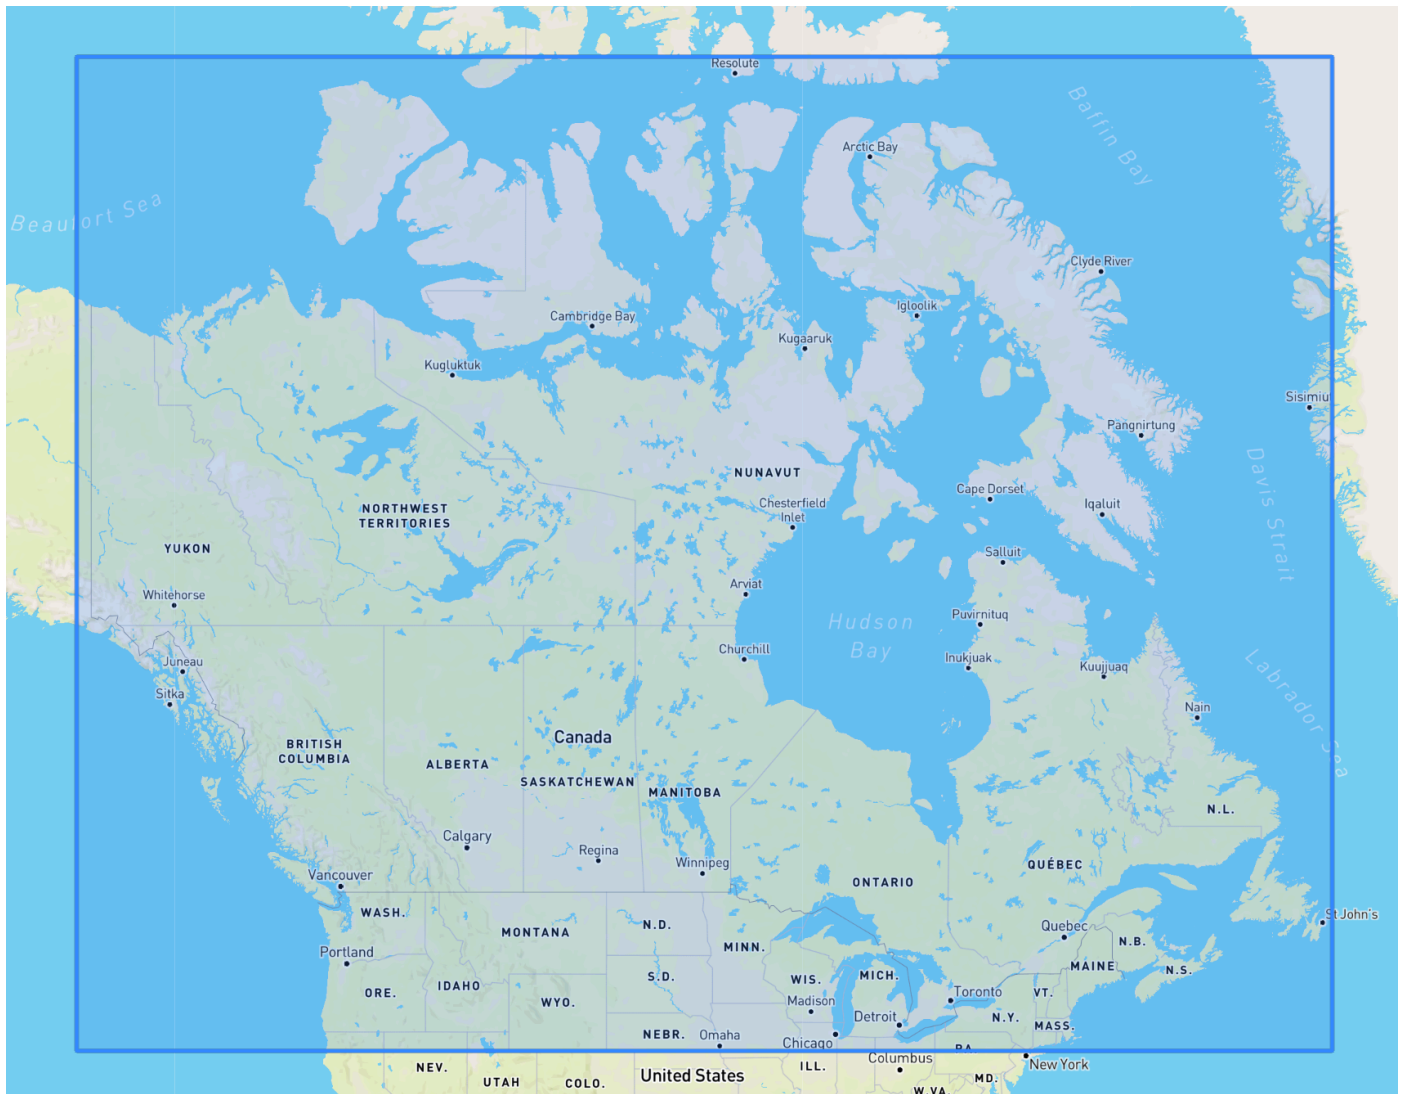 Resolute
Baffin Bay
Arctic Bay
Beaufort Sea
Clyde River
Igloolik
Cambridge Bay
Kugaaruk
Kugluktuk
Sisimiut
Pangnirtung
NUNAVUT
Davis Strait
Cape Dorset
Chesterfield
Inlet
Iqaluit
NORTHWEST
TERRITORIES
YUKON
Salluit
Arviat
Whitehorse
Puvirnituq
Hudson
Bay
Churchill
Inukjuak
Juneau
Kuujjuaq
Sitka
Labrador Sea
Nain
Canada
BRITISH
COLUMBIA
ALBERTA
SASKATCHEWAN
MANITOBA
N.L.
Calgary
Regina
Winnipeg
QUÉBEC
Vancouver
ONTARIO
WASH.
St John's
N.D.
Quebec
MONTANA
N.B.
MINN.
Portland
MAINE
N.S.
S.D.
WIS.
MICH.
IDAHO
ORE.
Toronto
VT.
WYO.
Madison
Detroit
N.Y.
MASS.
NEBR.
Omaha
Chicago
PA.
Columbus
New York
NEV.
ILL.
United States
MD.
UTAH
COLO.
W.VA.